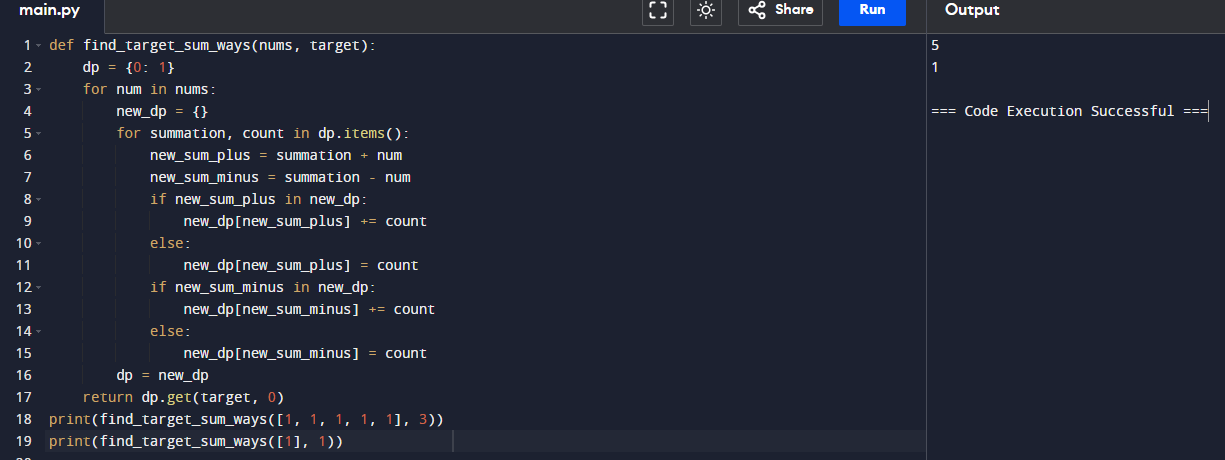 main.py Share Run Output
1 def find_target_sum_ways(nums, target):
2     dp = {0: 1}
3     for num in nums:
4         new_dp = {}
5         for summation, count in dp.items():
6             new_sum_plus = summation + num
7             new_sum_minus = summation - num
8             if new_sum_plus in new_dp:
9                 new_dp[new_sum_plus] += count
10             else:
11                 new_dp[new_sum_plus] = count
12             if new_sum_minus in new_dp:
13                 new_dp[new_sum_minus] += count
14             else:
15                 new_dp[new_sum_minus] = count
16         dp = new_dp
17     return dp.get(target, 0)
18 print(find_target_sum_ways([1, 1, 1, 1, 1], 3))
19 print(find_target_sum_ways([1], 1))
5
1
=== Code Execution Successful ===